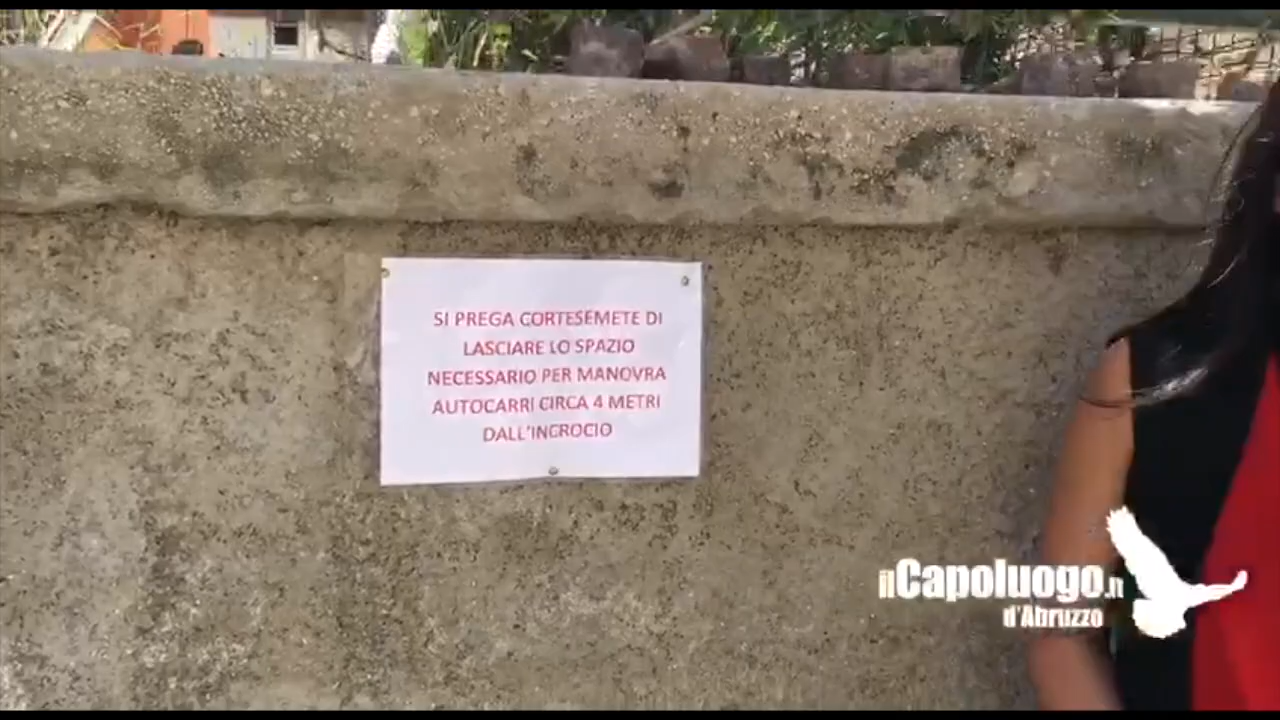 SI PREGA CORTESEMETE DI
LASCIARE LO SPAZIO
NECESSARIO PER MANOVRA
AUTOCARRI CIRCA 4 METRI
DALL'INCROCIO
ilCapoluogo.it
d'Abruzzo